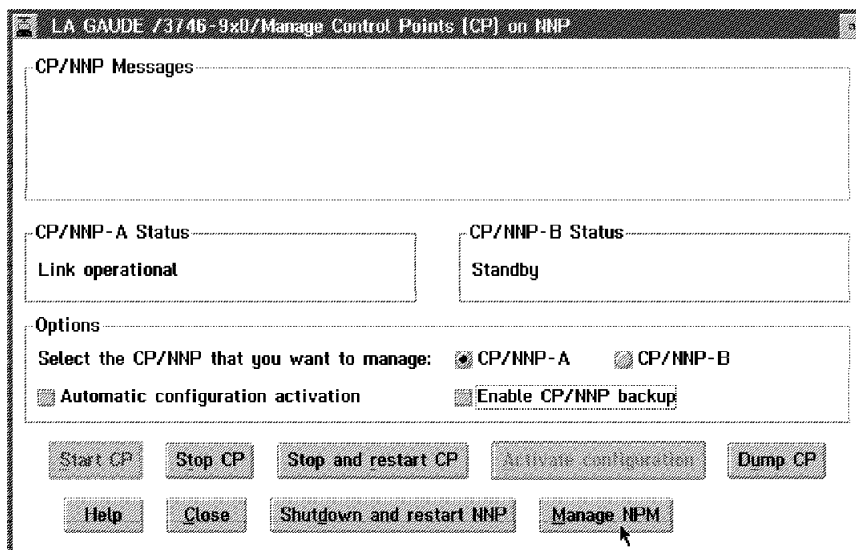 LA GAUDE /3746-9x0/Manage Control Points (CP) on NNP
CP/NNP Messages
CP/NNP-A Status
CP/NNP-B Status
Link operational
Standby
Options
Select the CP/NNP that you want to manage: CP/NNP-A CP/NNP-B
Automatic configuration activation Enable CP/NNP backup
Start CP Stop CP Stop and restart CP Activate configuration Dump CP
Help Close Shutdown and restart NNP Manage NPM